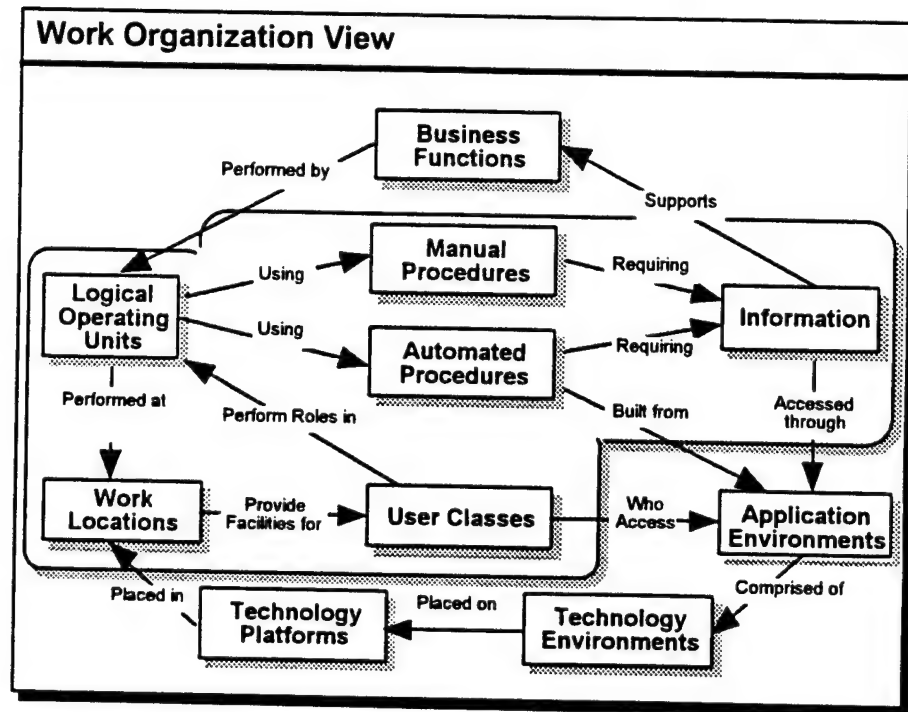 Work Organization View
Business
Functions
Performed by
Supports
Manual
Procedures
Using
Requiring
Logical
Operating
Units
Information
Using
Automated
Procedures
Requiring
Performed at
Perform Roles in
Built from
Accessed
through
Work
Locations
Provide
Facilities for
User Classes
Who
Access
Application
Environments
Placed in
Technology
Platforms
Placed on
Technology
Environments
Comprised of